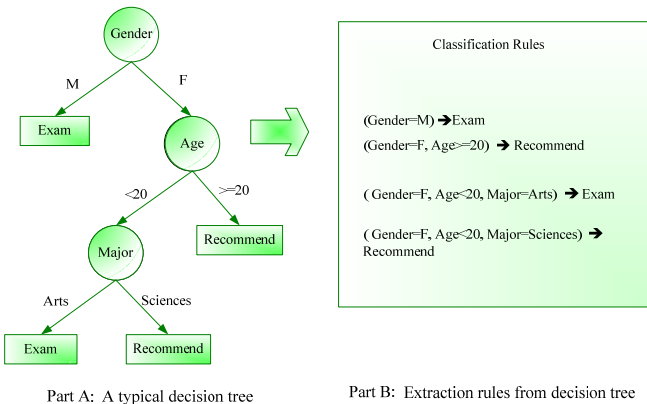 Gender
M
F
Exam
Age
<20
>=20
Major
Recommend
Arts
Sciences
Exam
Recommend
Part A: A typical decision tree
Classification Rules
(Gender=M) ➔Exam
(Gender=F, Age>=20) ➔ Recommend
( Gender=F, Age<20, Major=Arts) ➔ Exam
( Gender=F, Age<20, Major=Sciences) ➔
Recommend
Part B: Extraction rules from decision tree